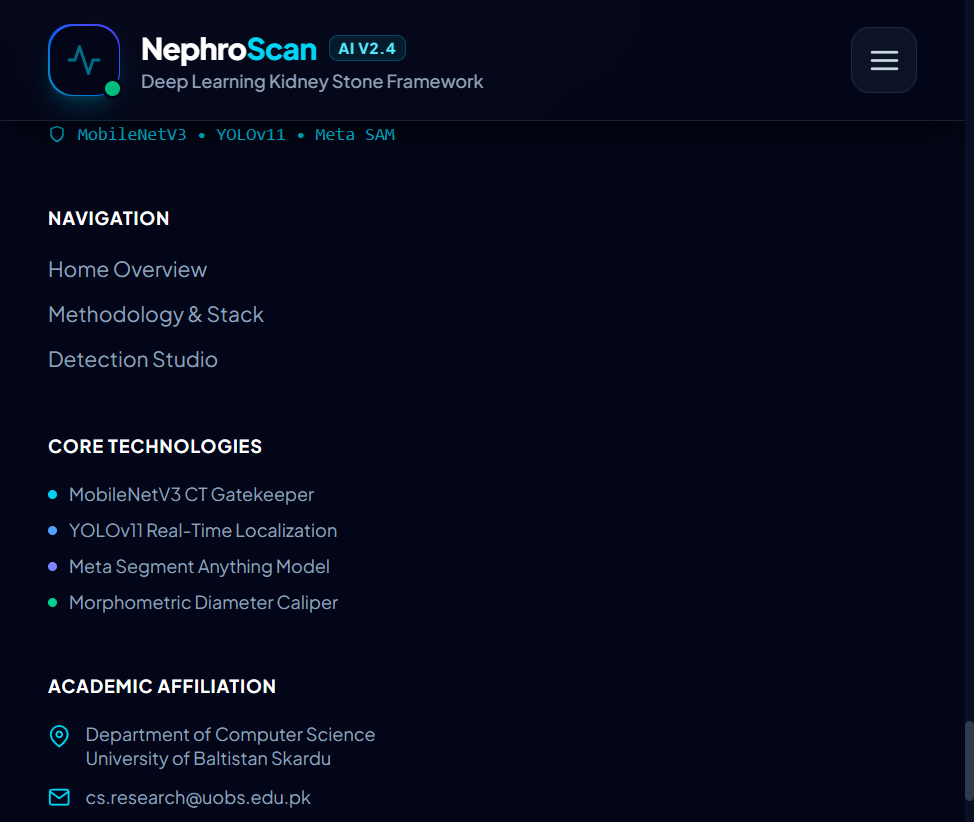 NephroScan AI V2.4
Deep Learning Kidney Stone Framework
MobileNetV3 • YOLOv11 • Meta SAM
NAVIGATION
Home Overview
Methodology & Stack
Detection Studio
CORE TECHNOLOGIES
MobileNetV3 CT Gatekeeper
YOLOv11 Real-Time Localization
Meta Segment Anything Model
Morphometric Diameter Caliper
ACADEMIC AFFILIATION
Department of Computer Science
University of Baltistan Skardu
cs.research@uobs.edu.pk